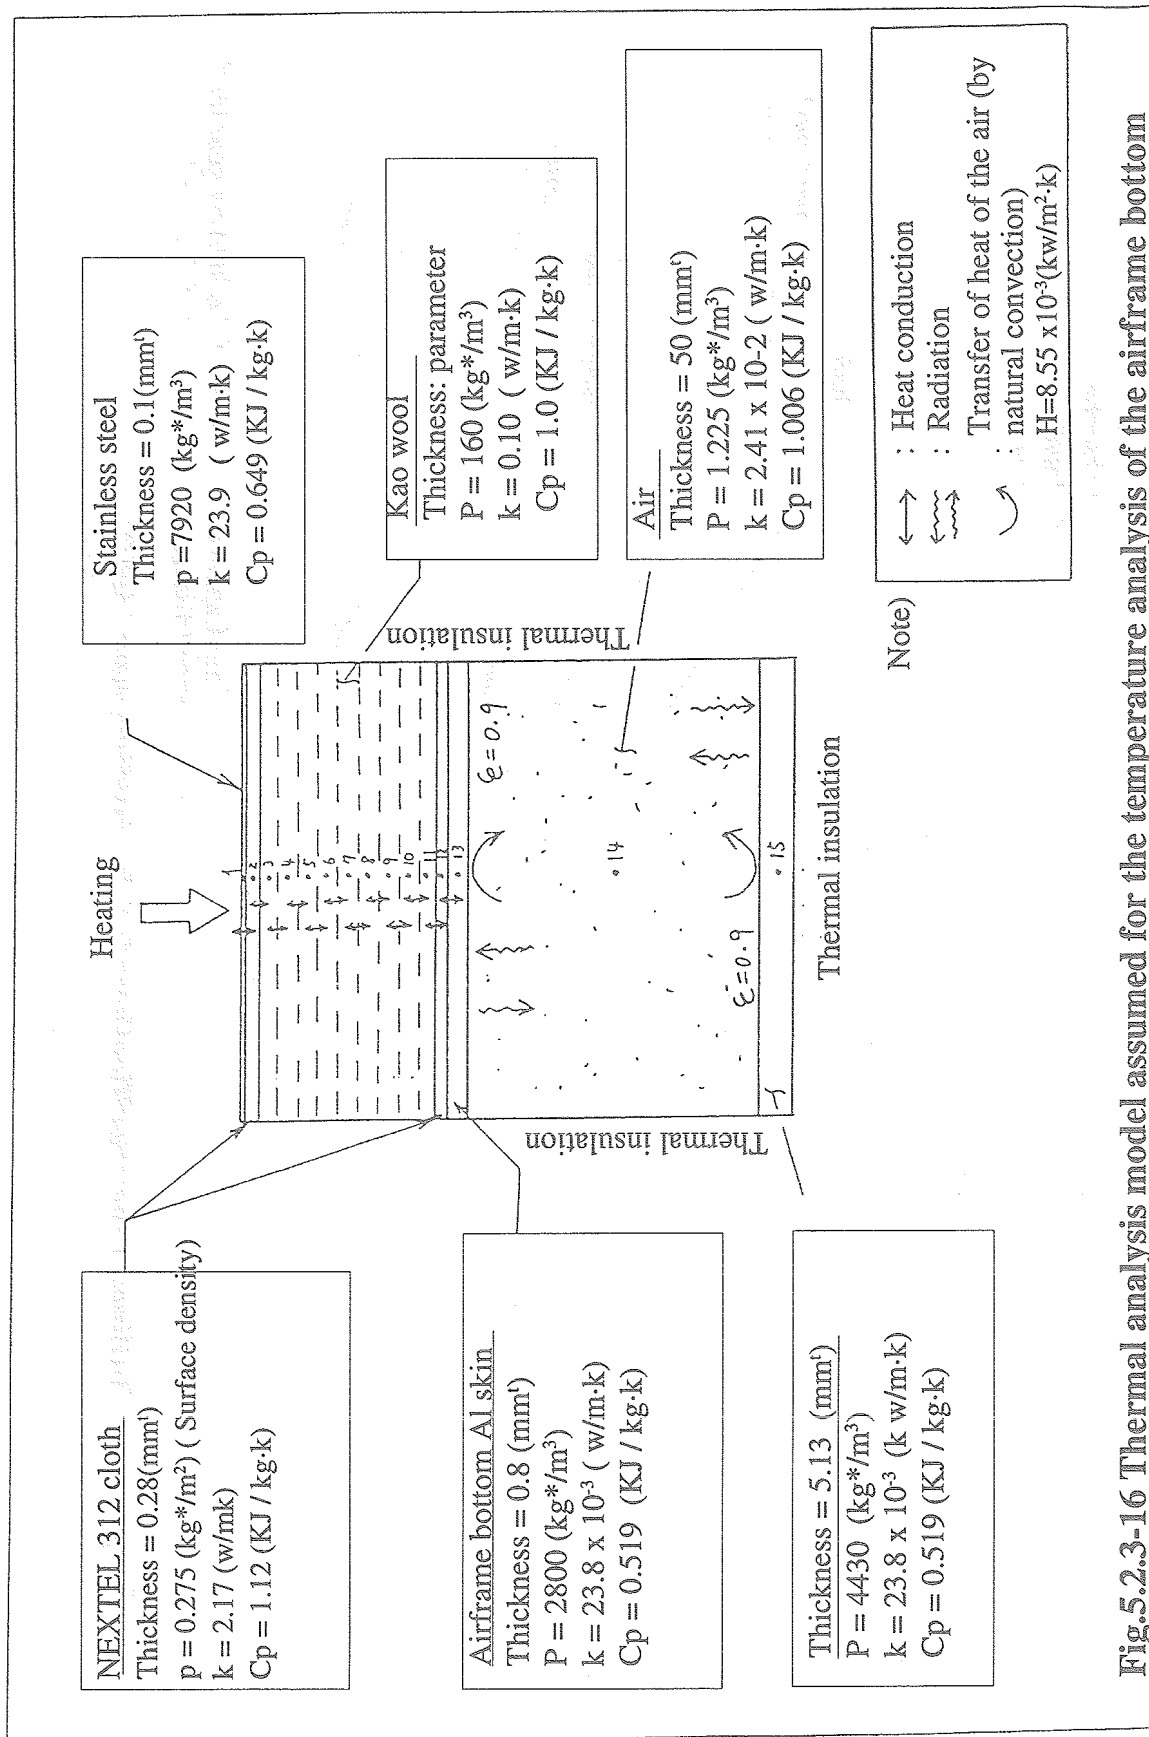 Heating
Stainless steel
Thickness = 0.1(mmᵗ)
p =7920 (kg*/m³)
k = 23.9 ( w/m·k)
Cp = 0.649 (KJ / kg·k)
NEXTEL 312 cloth
Thickness = 0.28(mmᵗ)
p = 0.275 (kg*/m²) ( Surface density)
k = 2.17 (w/mk)
Cp = 1.12 (KJ / kg·k)
Kao wool
Thickness: parameter
P = 160 (kg*/m³)
k = 0.10 ( w/m·k)
Cp = 1.0 (KJ / kg·k)
Airframe bottom Al skin
Thickness = 0.8 (mmᵗ)
P = 2800 (kg*/m³)
k = 23.8 x 10⁻³ ( w/m·k)
Cp = 0.519 (KJ / kg·k)
Air
Thickness = 50 (mmᵗ)
P = 1.225 (kg*/m³)
k = 2.41 x 10-2 ( w/m·k)
Cp = 1.006 (KJ / kg·k)
Thickness = 5.13 (mmᵗ)
P = 4430 (kg*/m³)
k = 23.8 x 10⁻³ (k w/m·k)
Cp = 0.519 (KJ / kg·k)
1
.2
.3
.4
.5
.6
.7
.8
.9
.10
.11
.12
.13
ε=0.9
.14
ε=0.9
.15
Thermal insulation
Thermal insulation
Thermal insulation
Note)
: Heat conduction
: Radiation
Transfer of heat of the air (by
: natural convection)
H=8.55 x10⁻³(kw/m²·k)
Fig.5.2.3-16 Thermal analysis model assumed for the temperature analysis of the airframe bottom